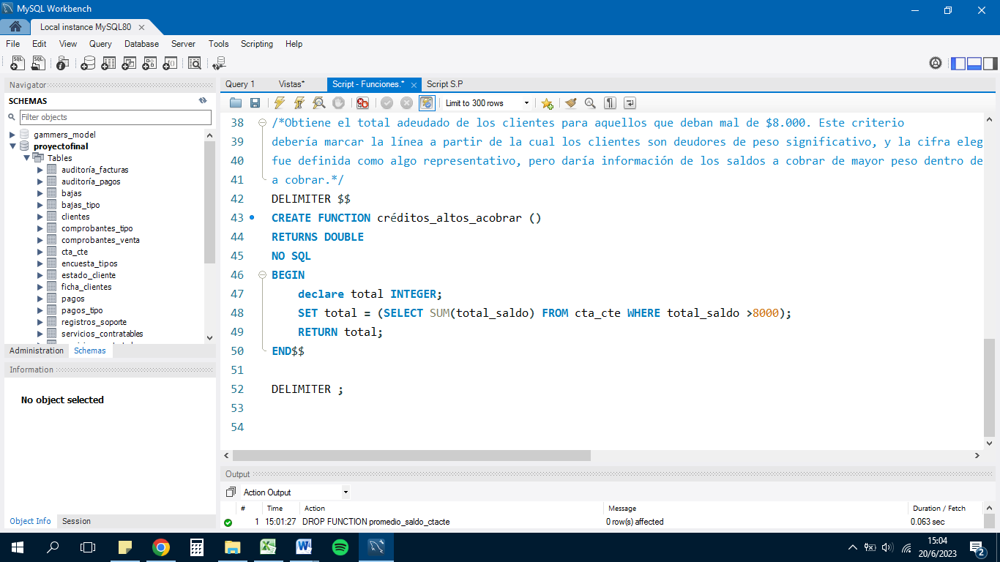 MySQL Workbench
Local instance MySQL80
File Edit View Query Database Server Tools Scripting Help
Navigator
SCHEMAS
Filter objects
gammers_model
proyectofinal
Tables
auditoría_facturas
auditoría_pagos
bajas
bajas_tipo
clientes
comprobantes_tipo
comprobantes_venta
cta_cte
encuesta_tipos
estado_cliente
ficha_clientes
pagos
pagos_tipo
registros_soporte
servicios_contratables
Administration Schemas
Information
No object selected
Object Info Session
Query 1 Vistas* Script - Funciones.* Script S.P
Limit to 300 rows
38 /*Obtiene el total adeudado de los clientes para aquellos que deban mal de $8.000. Este criterio
39 debería marcar la línea a partir de la cual los clientes son deudores de peso significativo, y la cifra eleg
40 fue definida como algo representativo, pero daría información de los saldos a cobrar de mayor peso dentro de
41 a cobrar.*/
42 DELIMITER $$
43 CREATE FUNCTION créditos_altos_acobrar ()
44 RETURNS DOUBLE
45 NO SQL
46 BEGIN
47 declare total INTEGER;
48 SET total = (SELECT SUM(total_saldo) FROM cta_cte WHERE total_saldo >8000);
49 RETURN total;
50 END$$
51
52 DELIMITER ;
53
54
Output
Action Output
# Time Action Message Duration / Fetch
1 15:01:27 DROP FUNCTION promedio_saldo_ctacte 0 row(s) affected 0.063 sec
15:04
20/6/2023
2